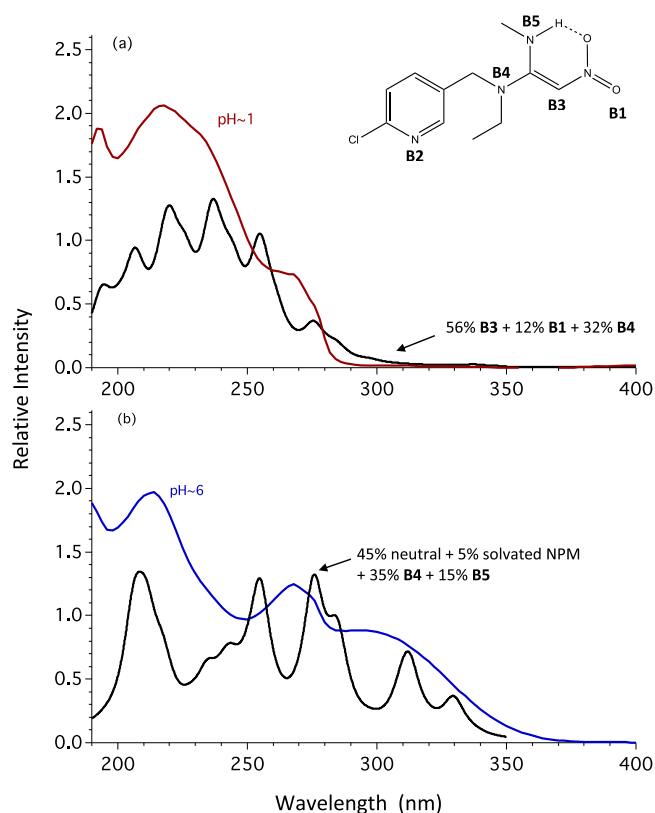 (a)
pH~1
B5
N
H
O
B4
N
N
O
B3
B1
Cl
N
B2
56% B3 + 12% B1 + 32% B4
2.5
2.0
1.5
1.0
0.5
0.0
200
250
300
350
400
Relative Intensity
(b)
pH~6
45% neutral + 5% solvated NPM
+ 35% B4 + 15% B5
2.5
2.0
1.5
1.0
0.5
0.0
200
250
300
350
400
Wavelength (nm)